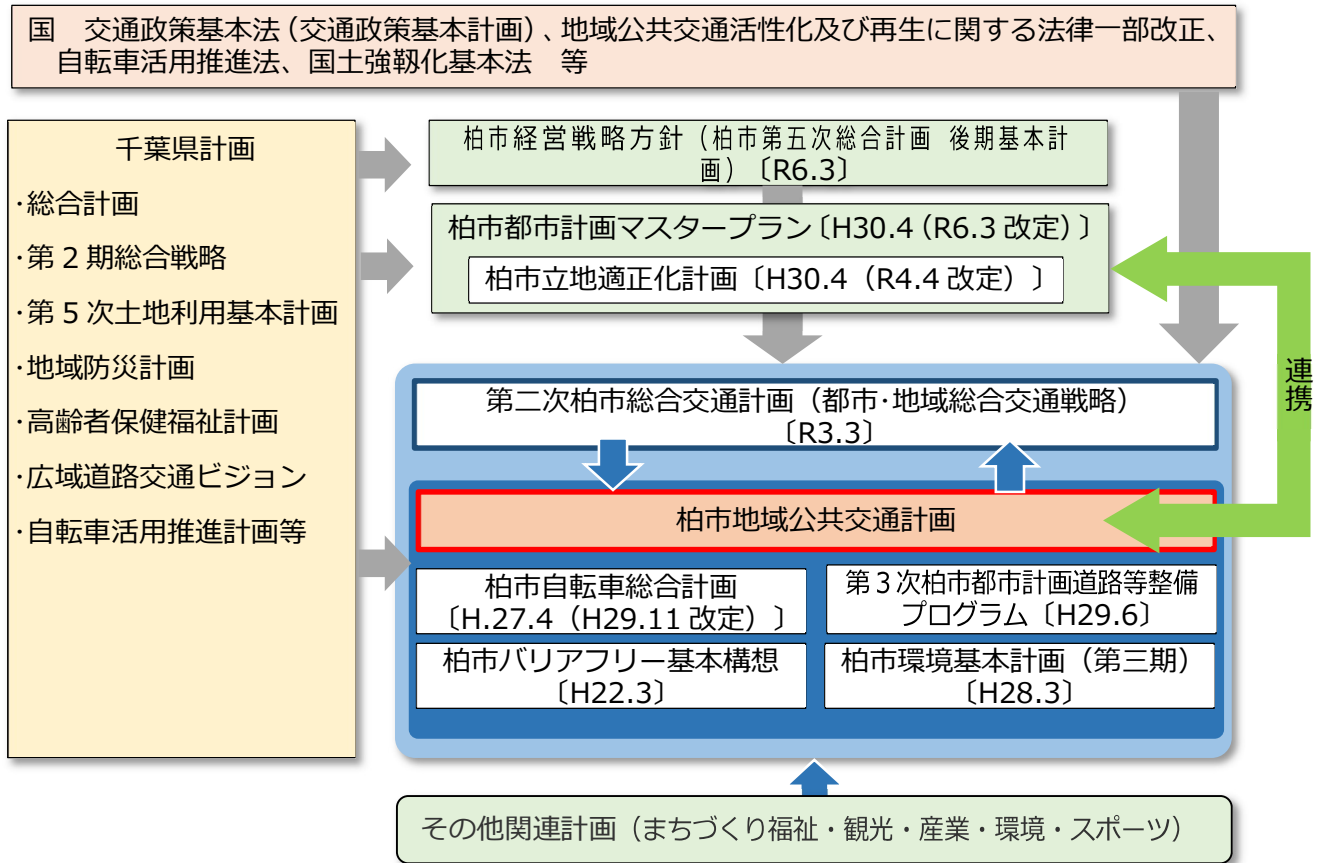 国　交通政策基本法（交通政策基本計画）、地域公共交通活性化及び再生に関する法律一部改正、
自転車活用推進法、国土強靱化基本法　等
千葉県計画
・総合計画
・第２期総合戦略
・第５次土地利用基本計画
・地域防災計画
・高齢者保健福祉計画
・広域道路交通ビジョン
・自転車活用推進計画等
柏市経営戦略方針（柏市第五次総合計画　後期基本計
画）〔R6.3〕
柏市都市計画マスタープラン〔H30.4（R6.3 改定）〕
柏市立地適正化計画〔H30.4（R4.4 改定）〕
連携
第二次柏市総合交通計画（都市・地域総合交通戦略）
〔R3.3〕
柏市地域公共交通計画
柏市自転車総合計画
〔H.27.4（H29.11 改定）〕
第３次柏市都市計画道路等整備
プログラム〔H29.6〕
柏市バリアフリー基本構想
〔H22.3〕
柏市環境基本計画（第三期）
〔H28.3〕
その他関連計画（まちづくり福祉・観光・産業・環境・スポーツ）